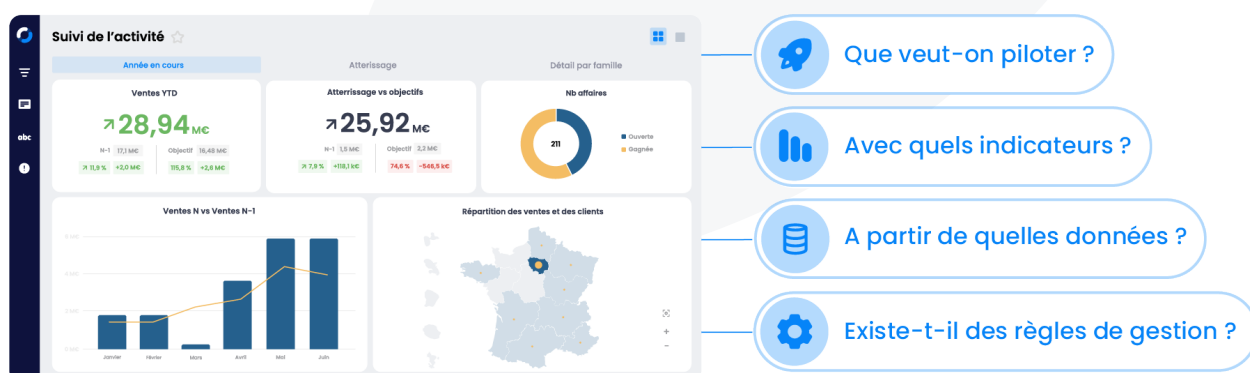 Suivi de l'activité
Année en cours
Atterissage
Détail par famille
Ventes YTD
28,94 M€
N-1 17,1 M€ Objectif 16,48 M€
11,9 % +2,0 M€ 115,8 % +2,6 M€
Atterrissage vs objectifs
25,92 M€
N-1 1,5 M€ Objectif 2,2 M€
7,9 % +118,1 k€ 74,6 % -546,5 k€
Nb affaires
211
Ouverte
Gagnée
abc
Ventes N vs Ventes N-1
Janvier Février Mars Avril Mai Juin
Répartition des ventes et des clients
+
-
Que veut-on piloter ?
Avec quels indicateurs ?
A partir de quelles données ?
Existe-t-il des règles de gestion ?